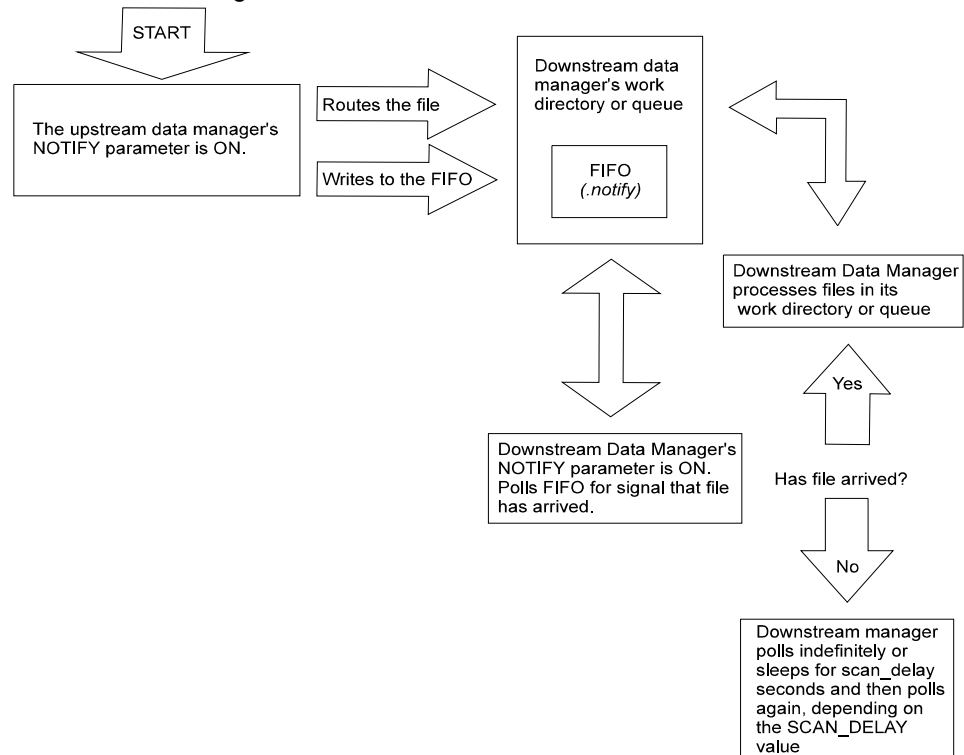 START
The upstream data manager's
NOTIFY parameter is ON.
Routes the file
Writes to the FIFO
Downstream data
manager's work
directory or queue
FIFO
(.notify)
Downstream Data Manager
processes files in its
work directory or queue
Yes
Downstream Data Manager's
NOTIFY parameter is ON.
Polls FIFO for signal that file
has arrived.
Has file arrived?
No
Downstream manager
polls indefinitely or
sleeps for scan_delay
seconds and then polls
again, depending on
the SCAN_DELAY
value